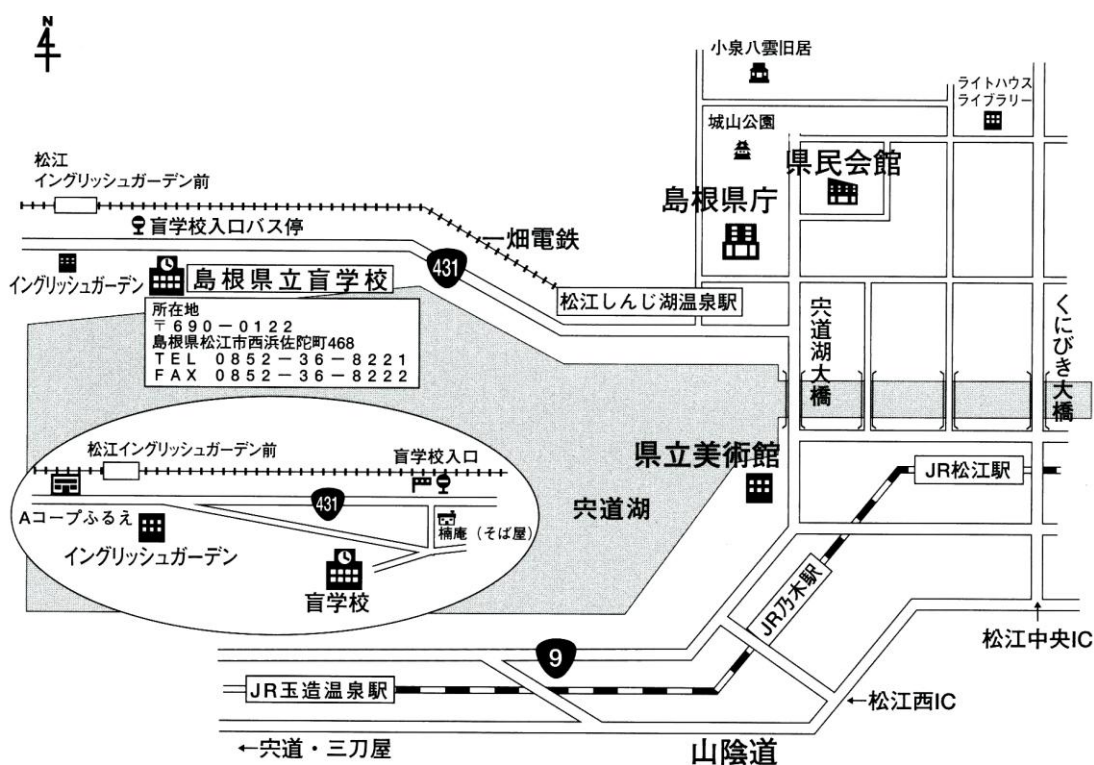 N
小泉八雲旧居
ライトハウス
ライブラリー
城山公園
県民会館
島根県庁
松江
イングリッシュガーデン前
盲学校入口バス停
一畑電鉄
431
イングリッシュガーデン
島根県立盲学校
松江しんじ湖温泉駅
所在地
〒690-0122
島根県松江市西浜佐陀町468
TEL 0852-36-8221
FAX 0852-36-8222
宍道湖大橋
くにびき大橋
松江イングリッシュガーデン前
盲学校入口
県立美術館
JR松江駅
Aコープふるえ
431
楠庵(そば屋)
イングリッシュガーデン
盲学校
宍道湖
JR乃木駅
松江中央IC
9
JR玉造温泉駅
←松江西IC
←宍道・三刀屋
山陰道